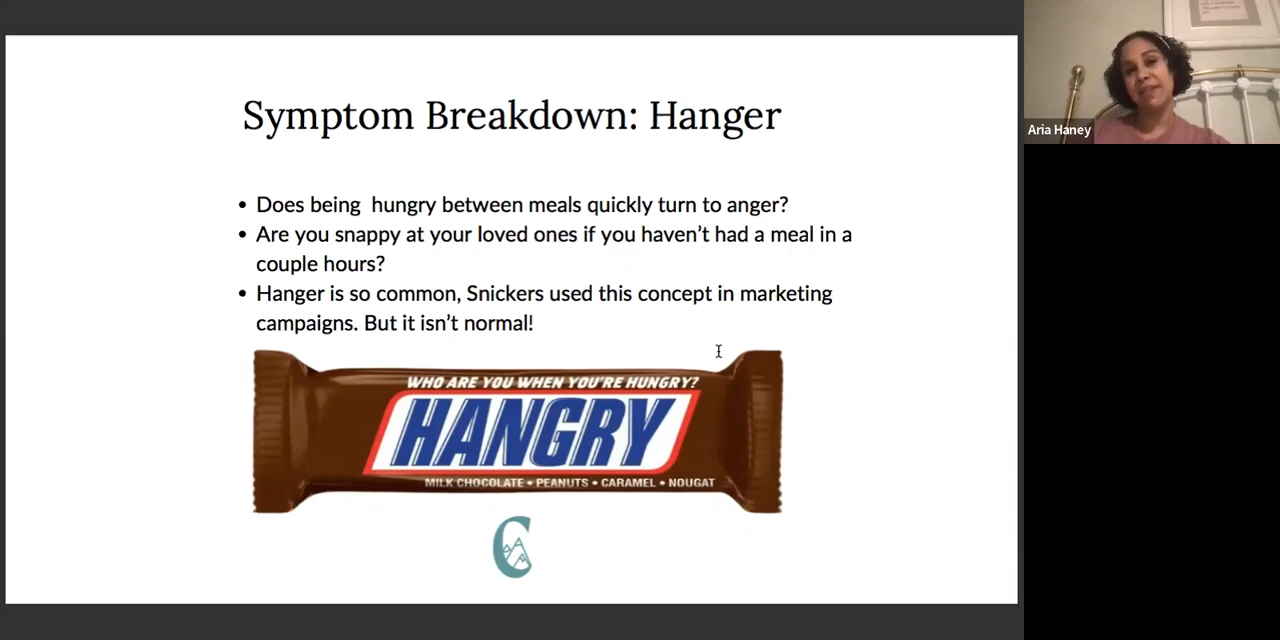 Symptom Breakdown: Hanger
Does being  hungry between meals quickly turn to anger?
Are you snappy at your loved ones if you haven't had a meal in a
couple hours?
Hanger is so common, Snickers used this concept in marketing
campaigns. But it isn't normal!
WHO ARE YOU WHEN YOU'RE HUNGRY?
HANGRY
MILK CHOCOLATE • PEANUTS • CARAMEL • NOUGAT
C
Aria Haney